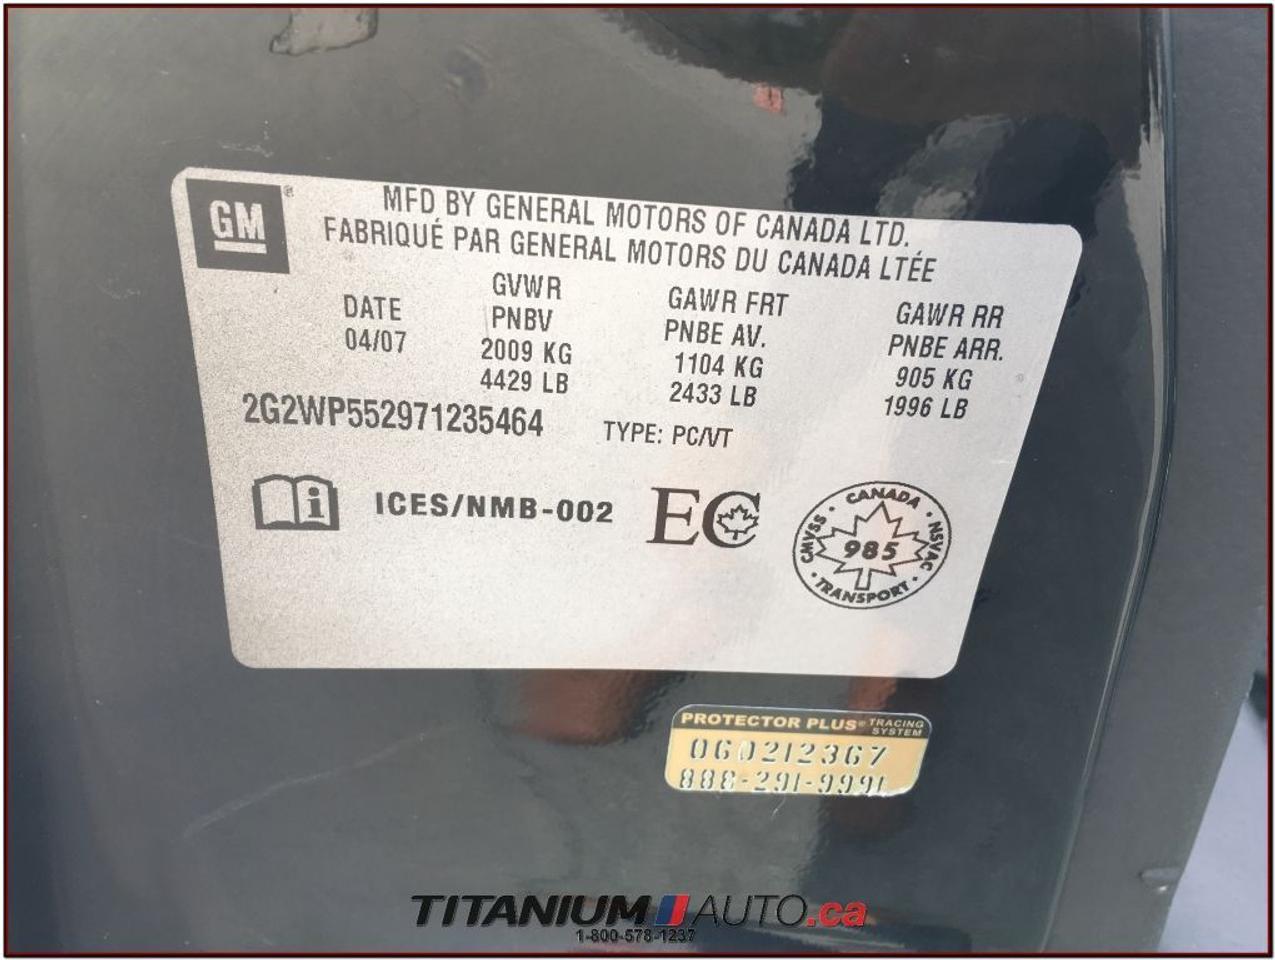 GM®
MFD BY GENERAL MOTORS OF CANADA LTD.
FABRIQUÉ PAR GENERAL MOTORS DU CANADA LTÉE
DATE
04/07
GVWR
PNBV
2009 KG
4429 LB
GAWR FRT
PNBE AV.
1104 KG
2433 LB
GAWR RR
PNBE ARR.
905 KG
1996 LB
2G2WP552971235464 TYPE: PC/VT
i ICES/NMB-002 EC
CANADA
CMVSS · NSVAC
985
TRANSPORT
PROTECTOR PLUS® TRACING SYSTEM
060212367
888-291-9991
TITANIUM AUTO.ca
1-800-578-1237